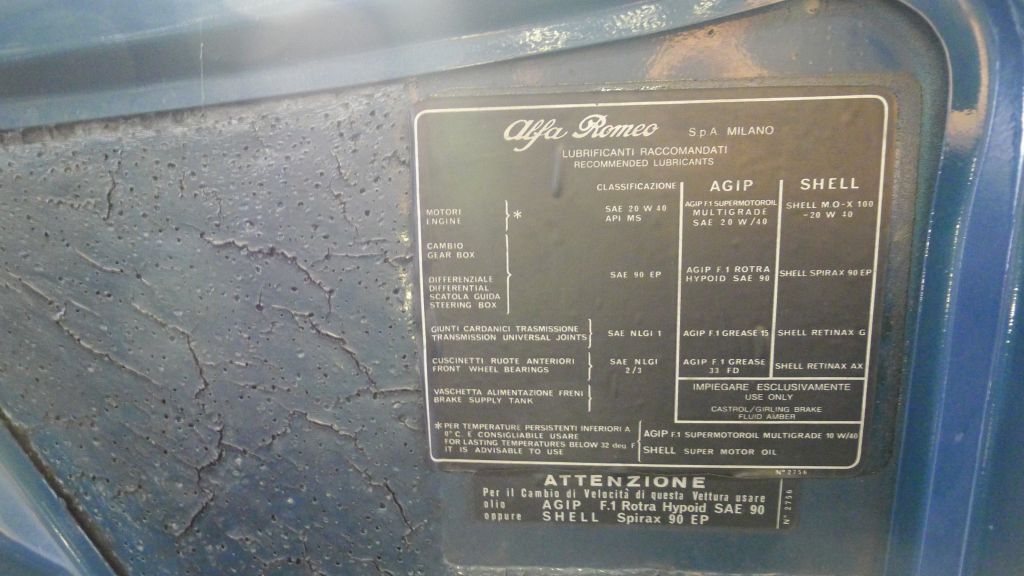 Alfa Romeo S.p.A. MILANO
LUBRIFICANTI RACCOMANDATI
RECOMMENDED LUBRICANTS
CLASSIFICAZIONE AGIP SHELL
MOTORI
ENGINE
*
SAE 20 W 40
API MS
AGIP F.1 SUPERMOTOROIL
MULTIGRADE
SAE 20 W/40
SHELL M.O-X 100
-20 W 40
CAMBIO
GEAR BOX
DIFFERENZIALE
DIFFERENTIAL
SCATOLA GUIDA
STEERING BOX
SAE 90 EP
AGIP F.1 ROTRA
HYPOID SAE 90
SHELL SPIRAX 90 EP
GIUNTI CARDANICI TRASMISSIONE
TRANSMISSION UNIVERSAL JOINTS
SAE NLGI 1
AGIP F.1 GREASE 15
SHELL RETINAX G
CUSCINETTI RUOTE ANTERIORI
FRONT WHEEL BEARINGS
SAE NLGI
2/3
AGIP F.1 GREASE
33 FD
SHELL RETINAX AX
VASCHETTA ALIMENTAZIONE FRENI
BRAKE SUPPLY TANK
IMPIEGARE ESCLUSIVAMENTE
USE ONLY
CASTROL/GIRLING BRAKE
FLUID AMBER
*PER TEMPERATURE PERSISTENTI INFERIORI A
0° C. E CONSIGLIABILE USARE
FOR LASTING TEMPERATURES BELOW 32 deg. F
IT IS ADVISABLE TO USE
AGIP F.1 SUPERMOTOROIL MULTIGRADE 10 W/40
SHELL SUPER MOTOR OIL
N° 2756
ATTENZIONE
Per il Cambio di Velocità di questa Vettura usare
olio AGIP F.1 Rotra Hypoid SAE 90
oppure SHELL Spirax 90 EP
N° 2756